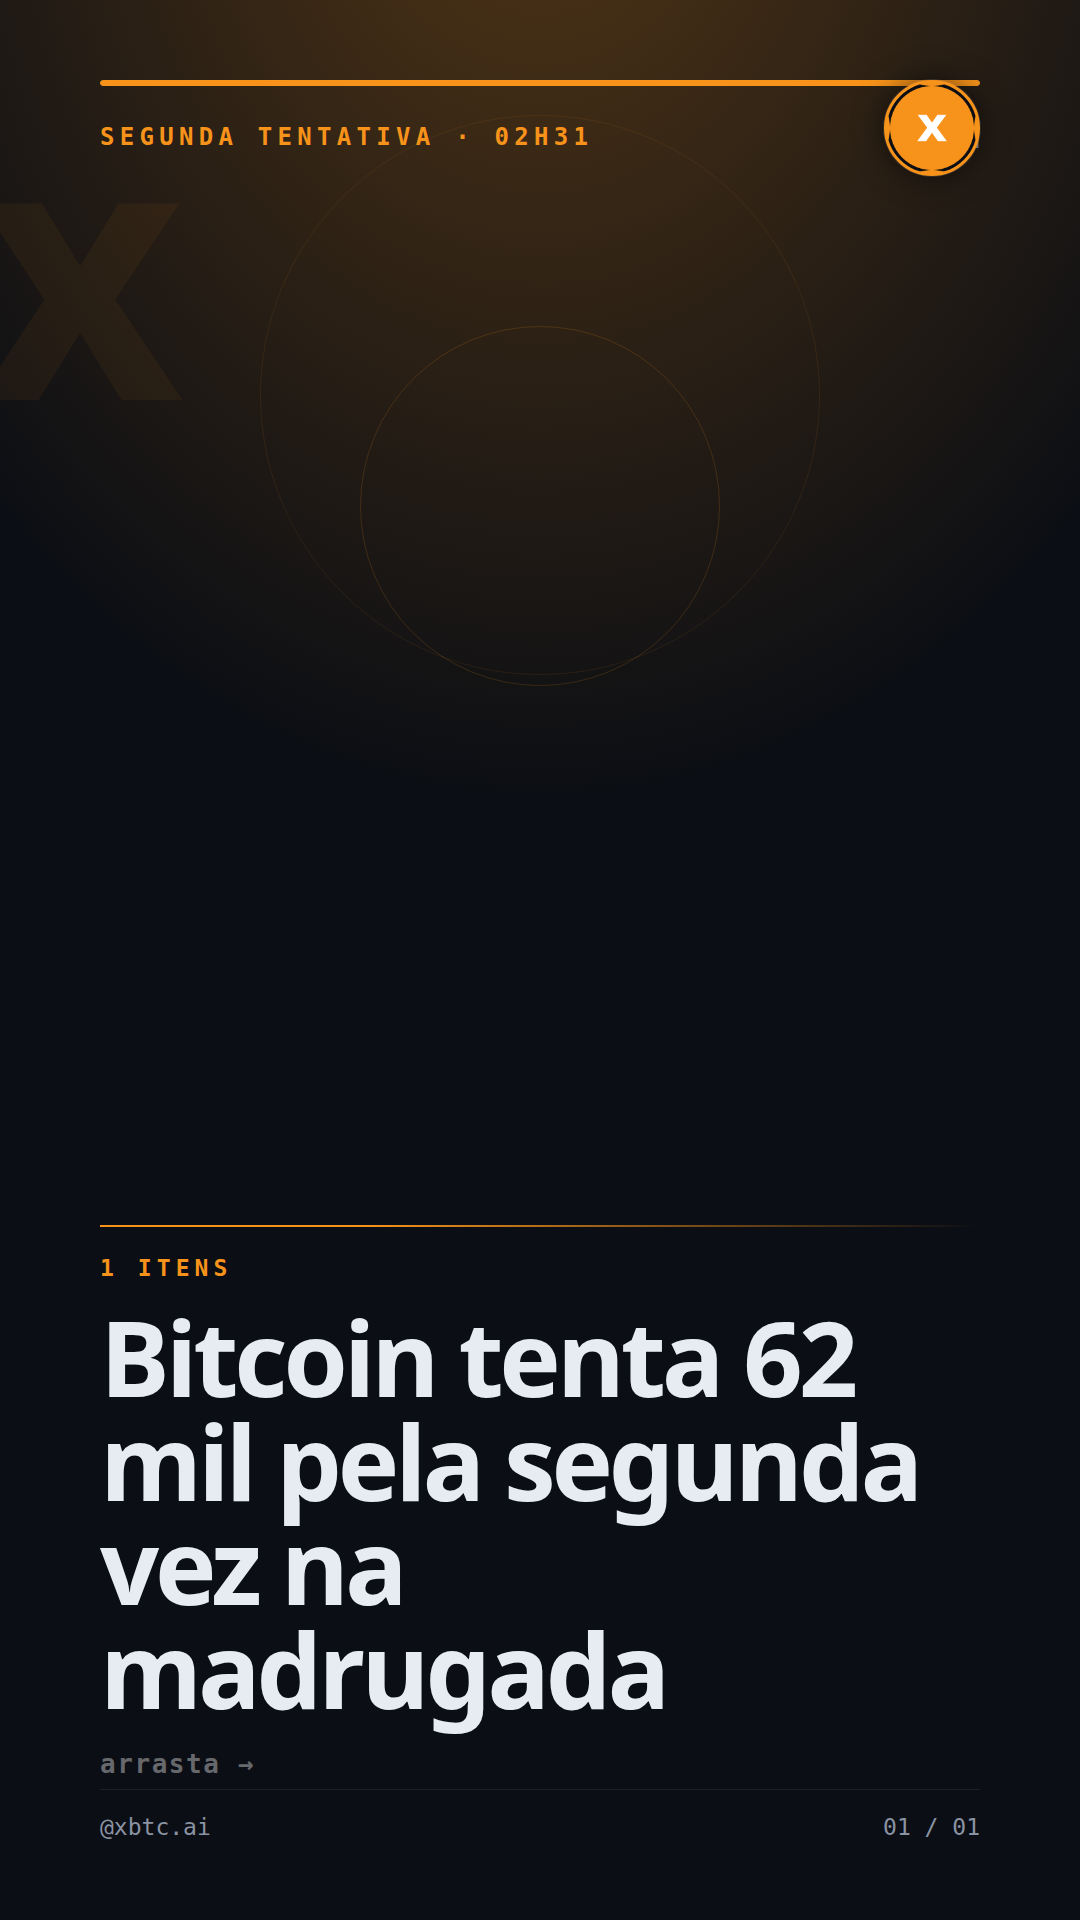 SEGUNDA TENTATIVA · 02H31
X
X
1 ITENS
Bitcoin tenta 62
mil pela segunda
vez na
madrugada
arrasta →
@xbtc.ai
01 / 01